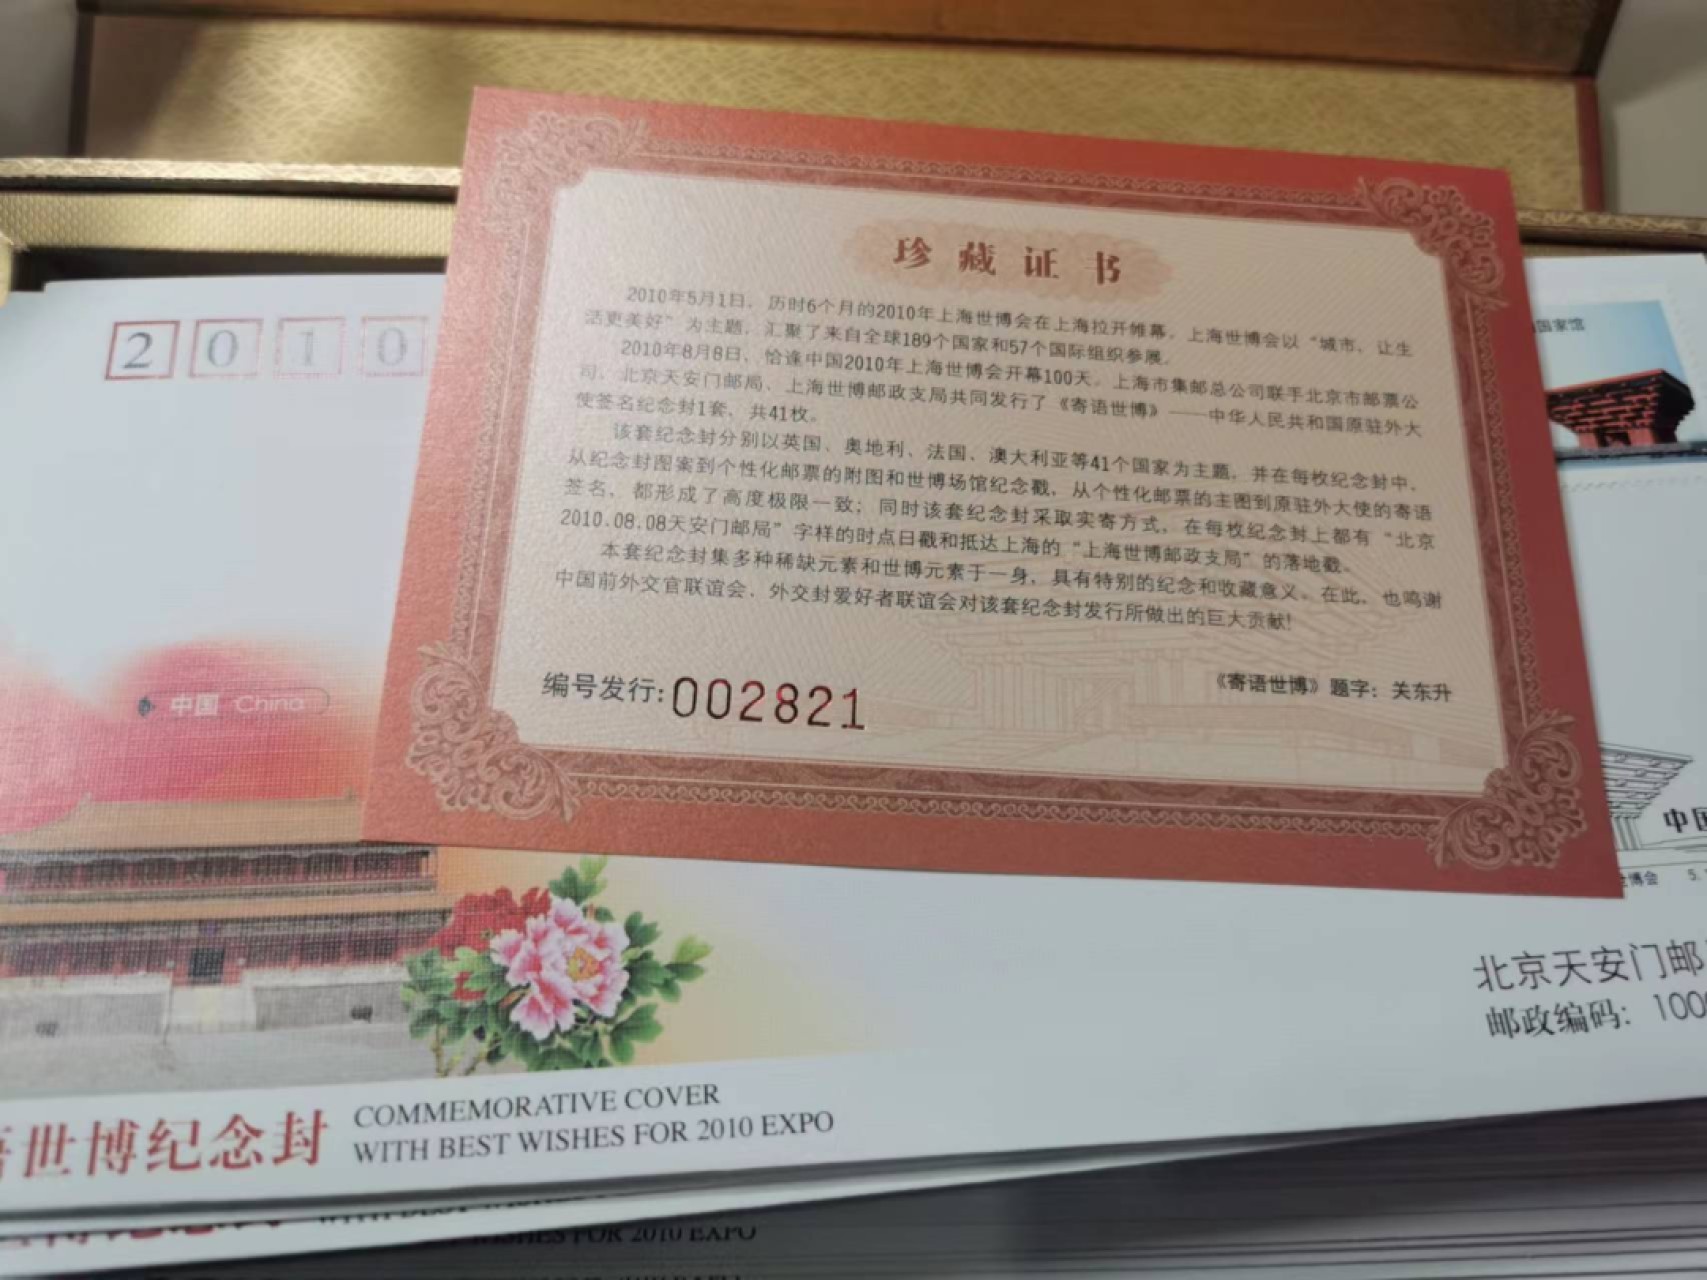 珍藏证书
2010年5月1日，历时6个月的2010年上海世博会在上海拉开帷幕。上海世博会以“城市，让生
活更美好”为主题，汇聚了来自全球189个国家和57个国际组织参展。
2010年8月8日，恰逢中国2010年上海世博会开幕100天。上海市集邮总公司联手北京市邮票公
司、北京天安门邮局、上海世博邮政支局共同发行了《寄语世博》——中华人民共和国原驻外大
使签名纪念封1套，共41枚。
该套纪念封分别以英国、奥地利、法国、澳大利亚等41个国家为主题，并在每枚纪念封中，
从纪念封图案到个性化邮票的附图和世博场馆纪念戳，从个性化邮票的主图到原驻外大使的寄语
签名，都形成了高度极限一致；同时该套纪念封采取实寄方式，在每枚纪念封上都有“北京
2010.08.08天安门邮局”字样的时点日戳和抵达上海的“上海世博邮政支局”的落地戳。
本套纪念封集多种稀缺元素和世博元素于一身，具有特别的纪念和收藏意义。在此，也鸣谢
中国前外交官联谊会、外交封爱好者联谊会对该套纪念封发行所做出的巨大贡献！
编号发行：002821
《寄语世博》题字：关东升
2010
中国 China
国家馆
中国
世博会 5.
北京天安门邮
邮政编码：100
语世博纪念封
COMMEMORATIVE COVER
WITH BEST WISHES FOR 2010 EXPO
WISHES FOR 2010 EXPO